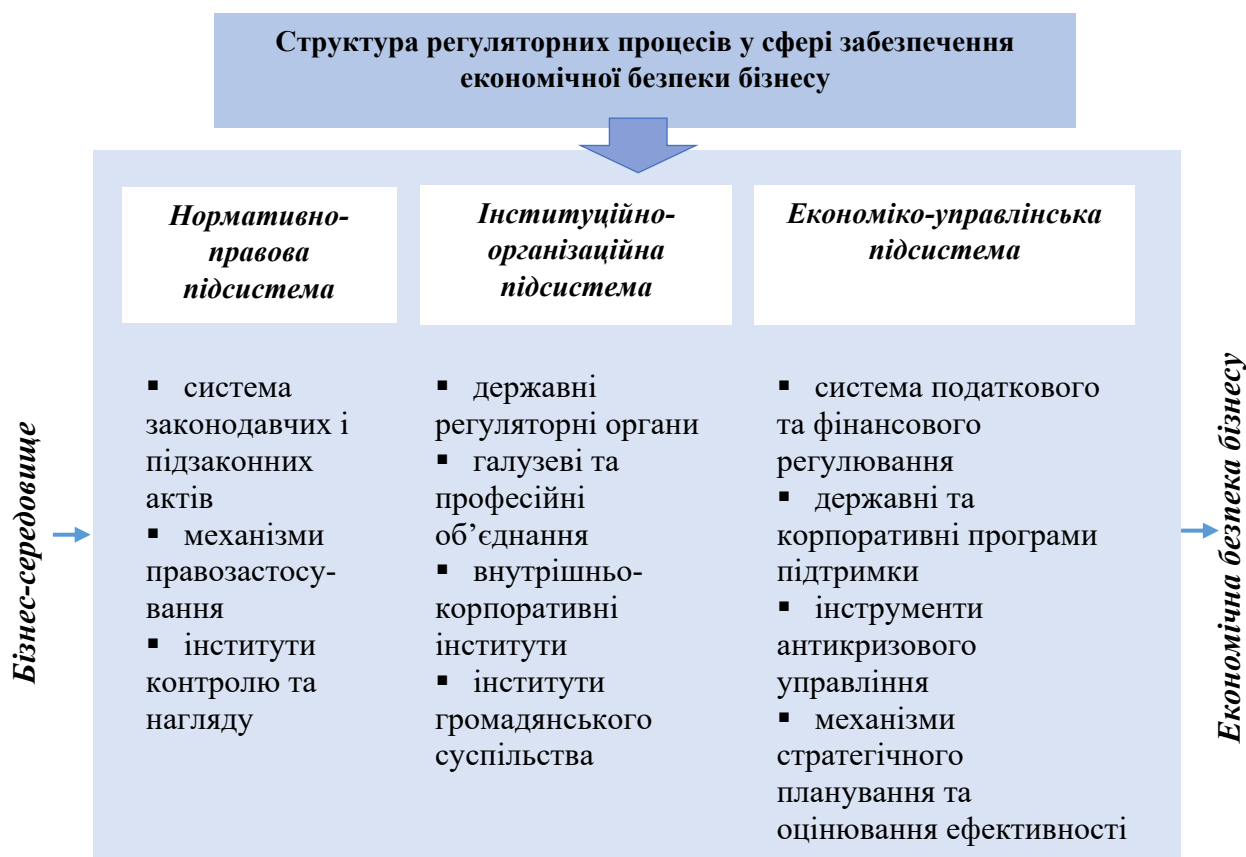 Структура регуляторних процесів у сфері забезпечення
економічної безпеки бізнесу
Бізнес-середовище
Нормативно-
правова
підсистема
▪ система
законодавчих і
підзаконних
актів
▪ механізми
правозастосу-
вання
▪ інститути
контролю та
нагляду
Інституційно-
організаційна
підсистема
▪ державні
регуляторні органи
▪ галузеві та
професійні
об’єднання
▪ внутрішньо-
корпоративні
інститути
▪ інститути
громадянського
суспільства
Економіко-управлінська
підсистема
▪ система податкового
та фінансового
регулювання
▪ державні та
корпоративні програми
підтримки
▪ інструменти
антикризового
управління
▪ механізми
стратегічного
планування та
оцінювання ефективності
Економічна безпека бізнесу